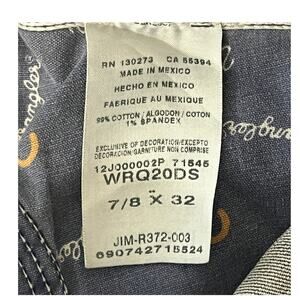 RN 130273 CA 55394
MADE IN MEXICO
HECHO EN MEXICO
FABRIQUE AU MEXIQUE
99% COTTON/ALGODON/COTON
1% SPANDEX
EXCLUSIVE OF DECORATION/EXCEPTO
DECORACION/GARNITURE NON COMPRISE
12J000002P 71545
WRQ20DS
7/8 X 32
JIM-R372-003
690742715524
Wrangler